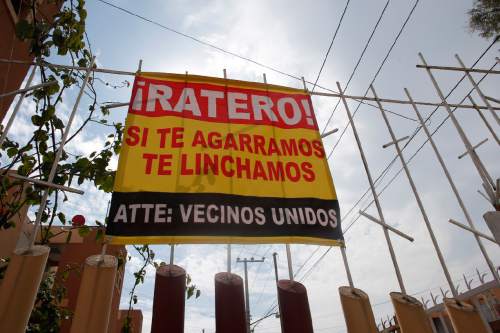 ¡RATERO!
SI TE AGARRAMOS
TE LINCHAMOS
ATTE: VECINOS UNIDOS